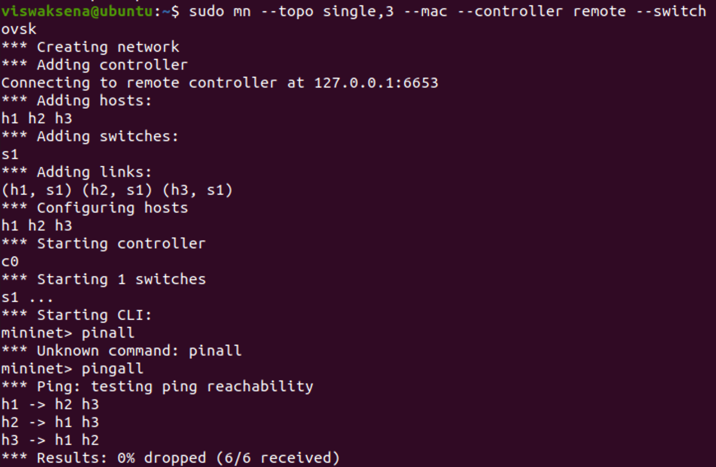 viswaksena@ubuntu:~$ sudo mn --topo single,3 --mac --controller remote --switch
ovsk
*** Creating network
*** Adding controller
Connecting to remote controller at 127.0.0.1:6653
*** Adding hosts:
h1 h2 h3
*** Adding switches:
s1
*** Adding links:
(h1, s1) (h2, s1) (h3, s1)
*** Configuring hosts
h1 h2 h3
*** Starting controller
c0
*** Starting 1 switches
s1 ...
*** Starting CLI:
mininet> pinall
*** Unknown command: pinall
mininet> pingall
*** Ping: testing ping reachability
h1 -> h2 h3
h2 -> h1 h3
h3 -> h1 h2
*** Results: 0% dropped (6/6 received)